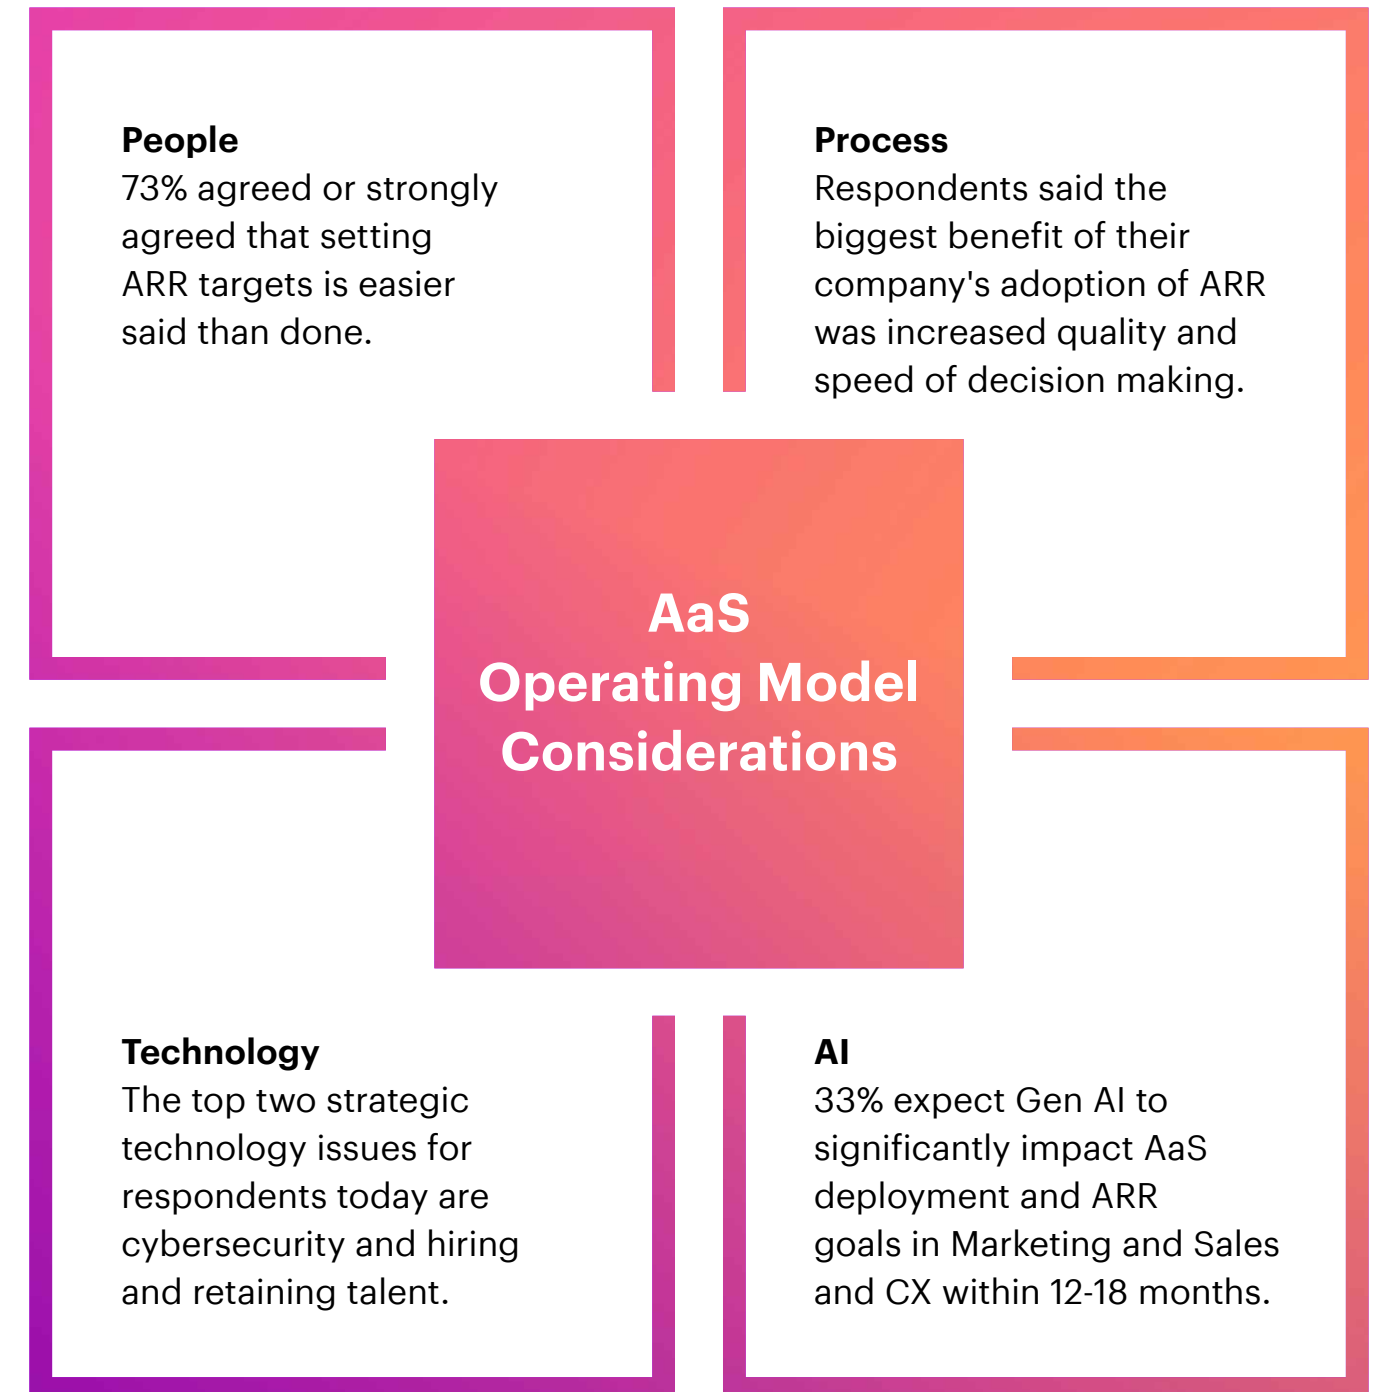 People
73% agreed or strongly
agreed that setting
ARR targets is easier
said than done.
Process
Respondents said the
biggest benefit of their
company's adoption of ARR
was increased quality and
speed of decision making.
AaS
Operating Model
Considerations
Technology
The top two strategic
technology issues for
respondents today are
cybersecurity and hiring
and retaining talent.
AI
33% expect Gen AI to
significantly impact AaS
deployment and ARR
goals in Marketing and Sales
and CX within 12-18 months.